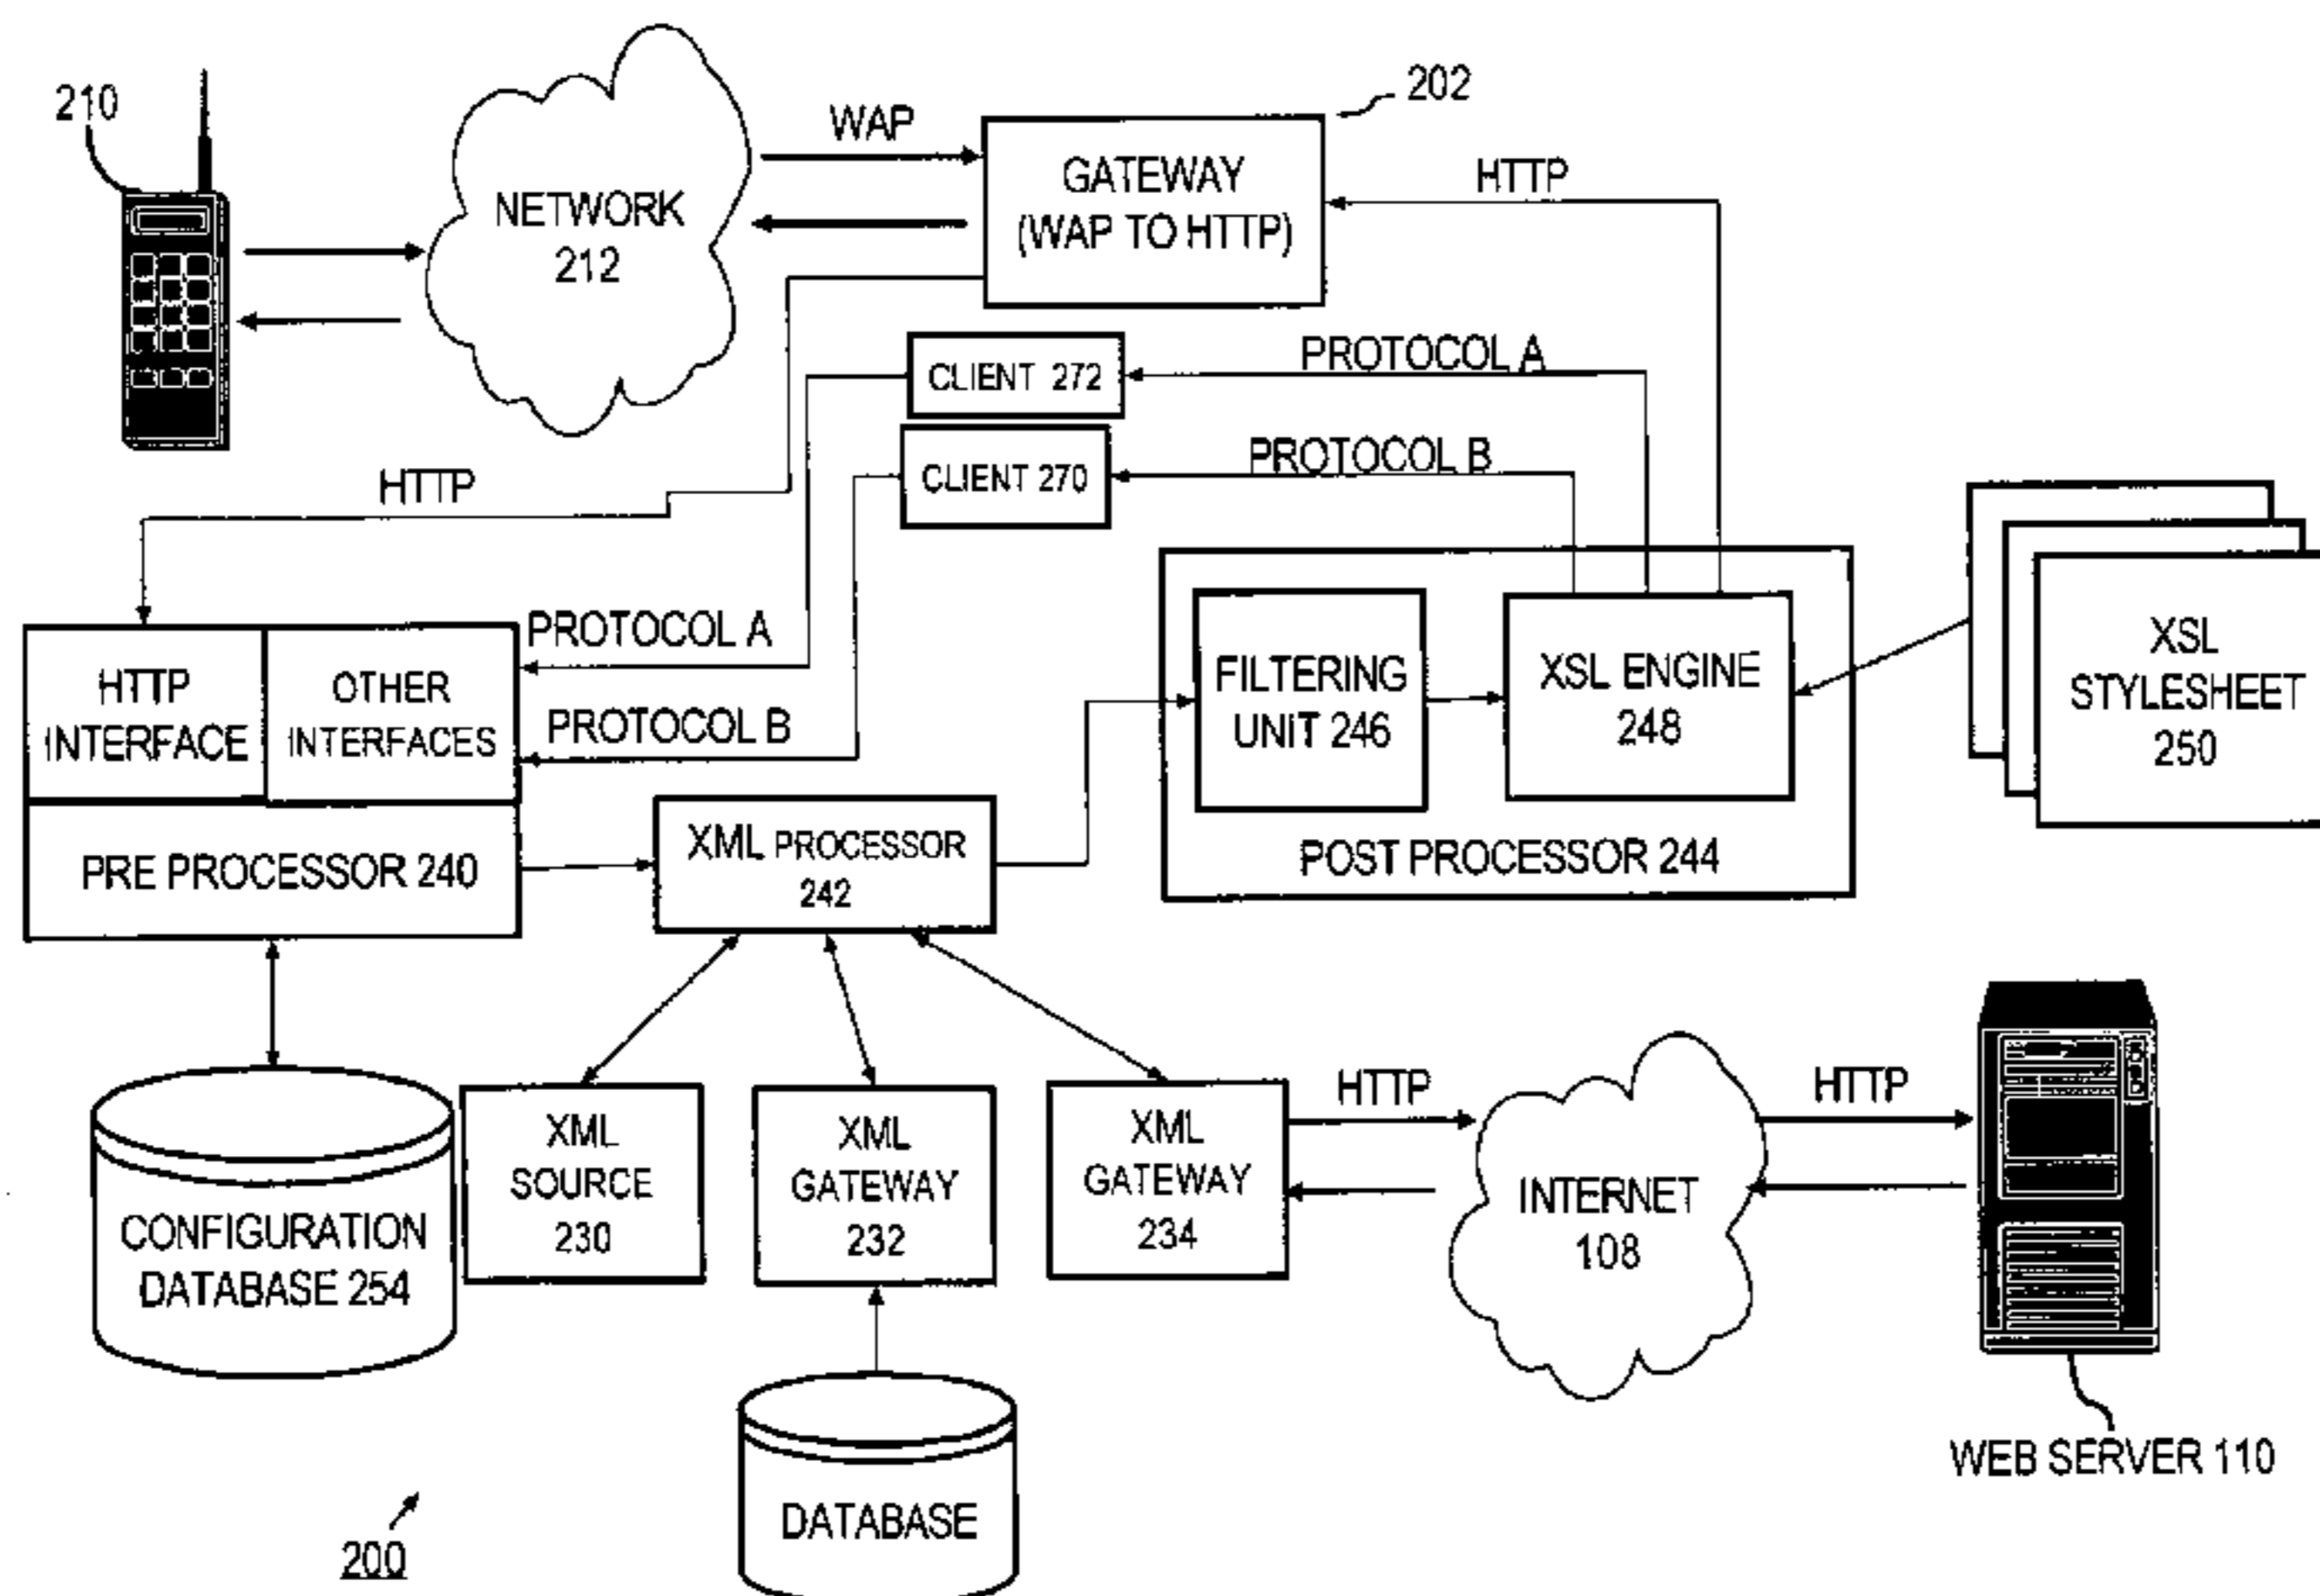 210
NETWORK
212
WAP
202
GATEWAY
(WAP TO HTTP)
HTTP
CLIENT 272
PROTOCOL A
CLIENT 270
PROTOCOL B
HTTP
HTTP
INTERFACE
OTHER
INTERFACES
PROTOCOL A
PROTOCOL B
PRE PROCESSOR 240
XML PROCESSOR
242
FILTERING
UNIT 246
XSL ENGINE
248
POST PROCESSOR 244
XSL
STYLESHEET
250
CONFIGURATION
DATABASE 254
XML
SOURCE
230
XML
GATEWAY
232
XML
GATEWAY
234
HTTP
INTERNET
108
HTTP
WEB SERVER 110
DATABASE
200